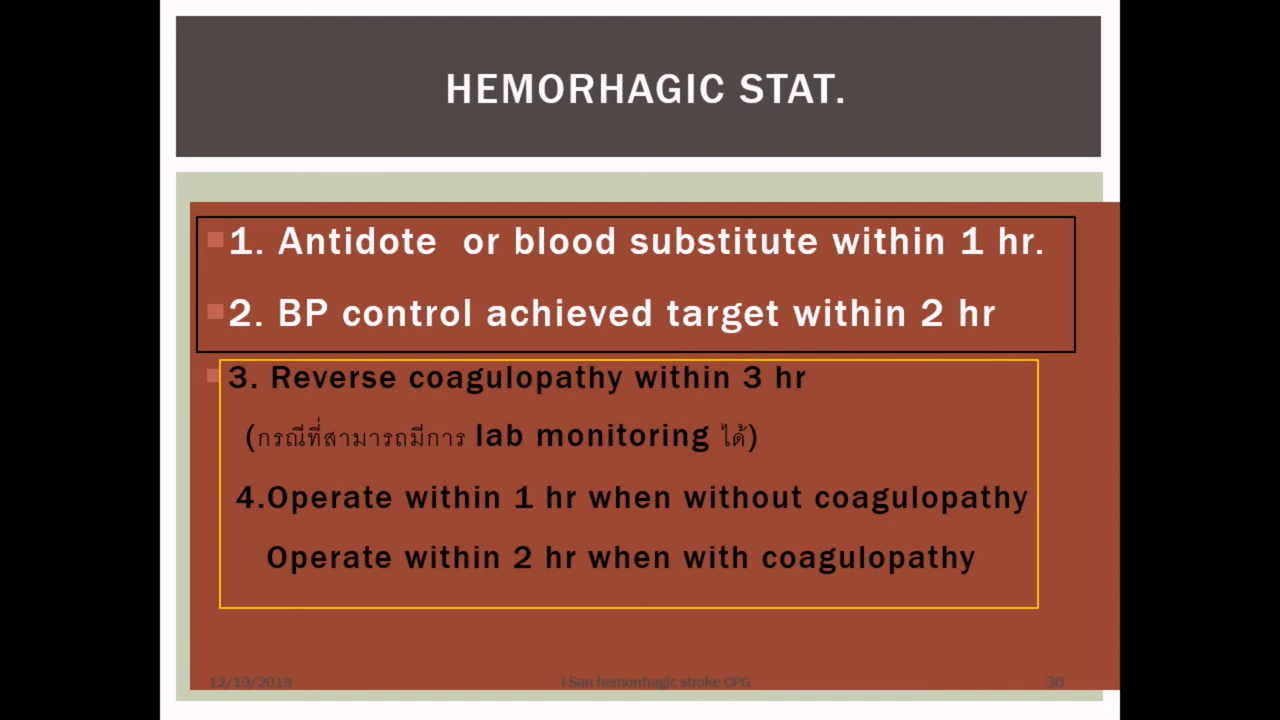 HEMORHAGIC STAT.
1. Antidote or blood substitute within 1 hr.
2. BP control achieved target within 2 hr
3. Reverse coagulopathy within 3 hr
(กรณีที่สามารถมีการ lab monitoring ได้)
4.Operate within 1 hr when without coagulopathy
Operate within 2 hr when with coagulopathy
12/19/2019 I-San hemorrhagic stroke CPG 30